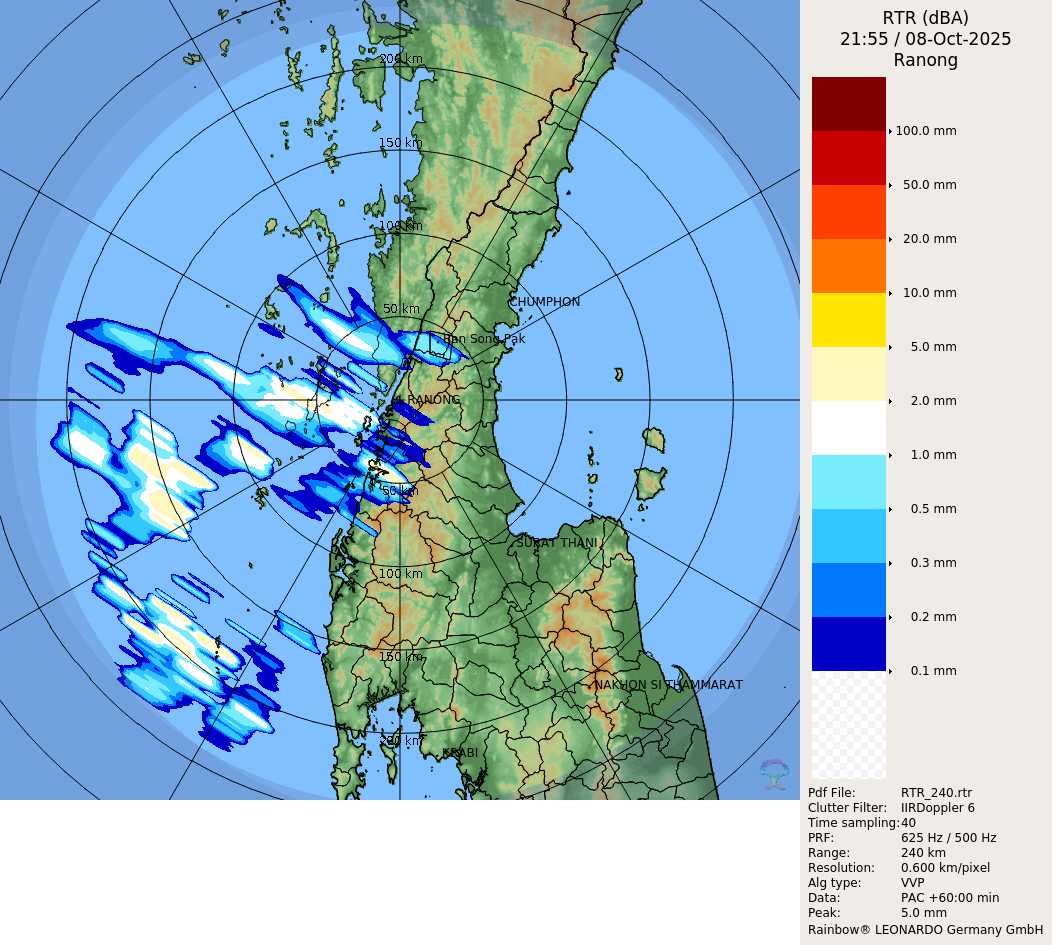 RTR (dBA)
21:55 / 08-Oct-2025
Ranong
200 km
150 km
100 km
50 km
CHUMPHON
Ban Song Pak
RANONG
50 km
SURAT THANI
100 km
150 km
NAKHON SI THAMMARAT
200 km
KRABI
100.0 mm
50.0 mm
20.0 mm
10.0 mm
5.0 mm
2.0 mm
1.0 mm
0.5 mm
0.3 mm
0.2 mm
0.1 mm
Pdf File: RTR_240.rtr
Clutter Filter: IIRDoppler 6
Time sampling:40
PRF: 625 Hz / 500 Hz
Range: 240 km
Resolution: 0.600 km/pixel
Alg type: VVP
Data: PAC +60:00 min
Peak: 5.0 mm
Rainbow® LEONARDO Germany GmbH